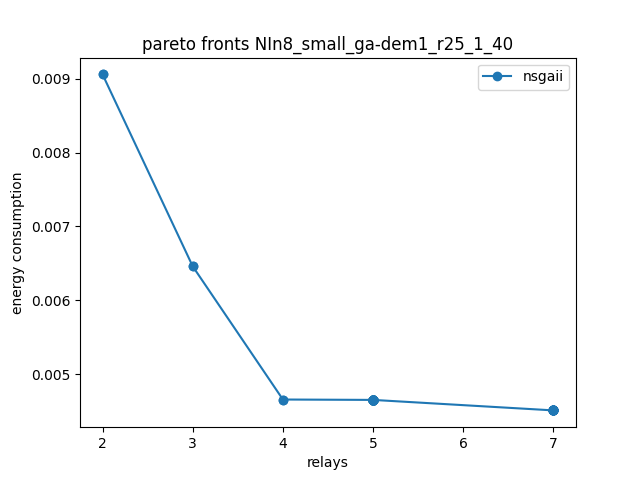 pareto fronts NIn8_small_ga-dem1_r25_1_40
nsgaii
0.009
0.008
0.007
0.006
0.005
energy consumption
2 3 4 5 6 7
relays